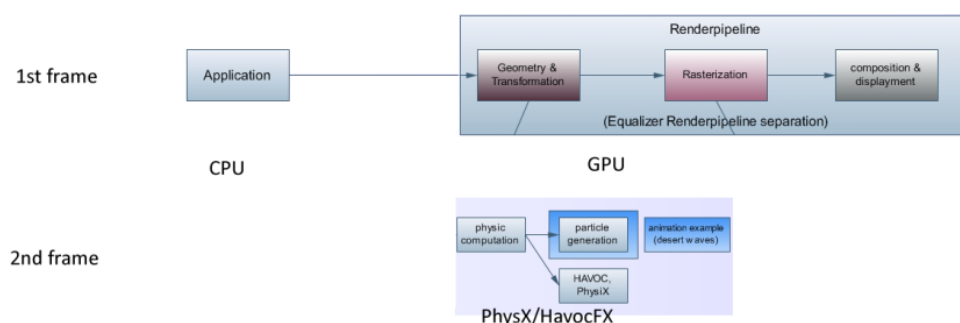 Renderpipeline
1st frame
Application
Geometry &
Transformation
Rasterization
composition &
displayment
(Equalizer Renderpipeline separation)
CPU
GPU
2nd frame
physic
computation
particle
generation
animation example
(desert waves)
HAVOC,
PhysiX
PhysX/HavocFX